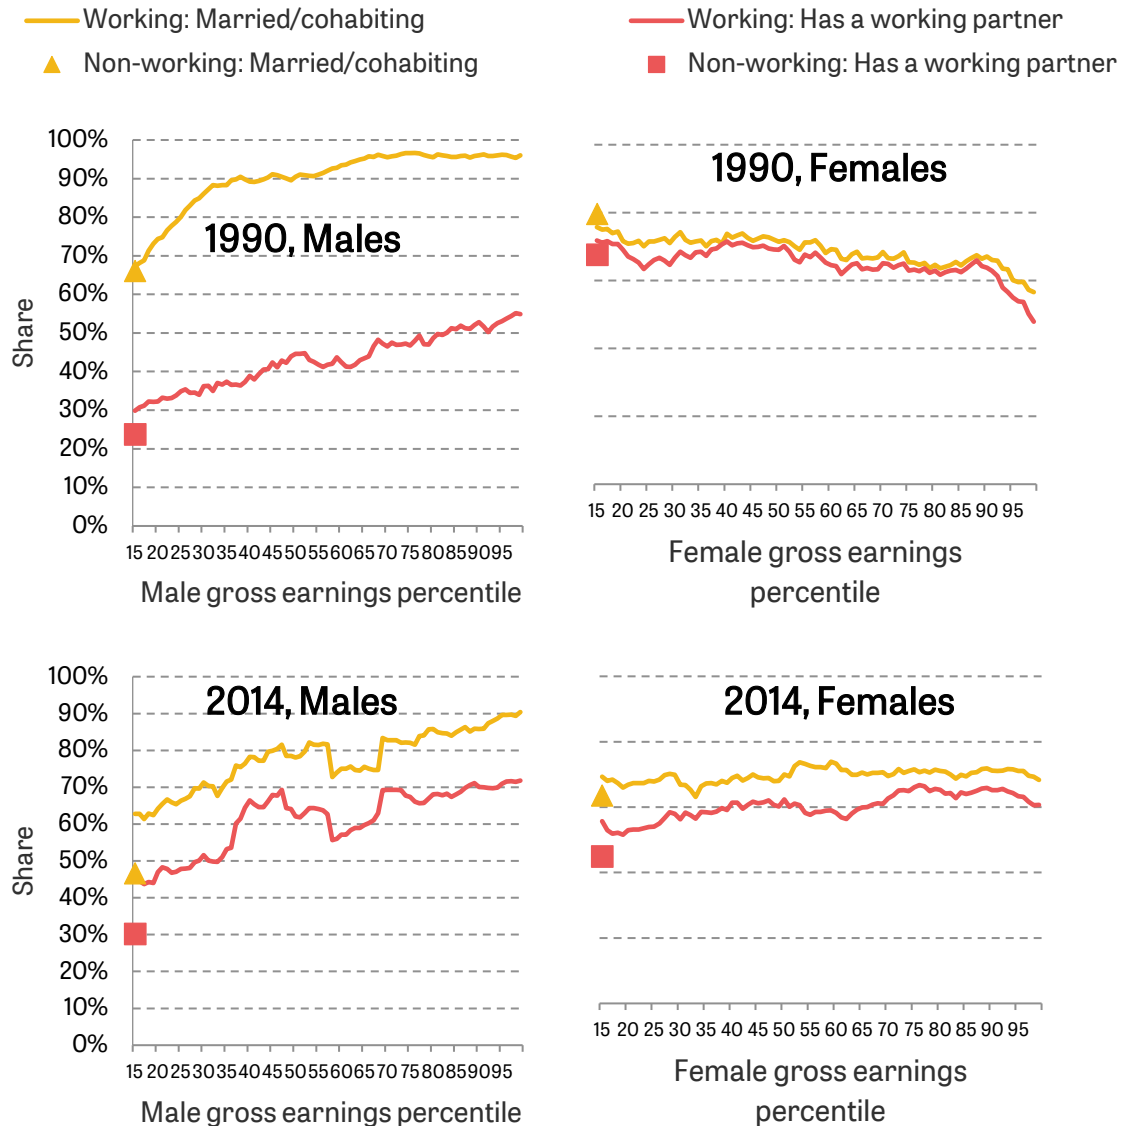 Working: Married/cohabiting
Working: Has a working partner
Non-working: Married/cohabiting
Non-working: Has a working partner
100%
90%
80%
70%
60%
50%
40%
30%
20%
10%
0%
Share
1990, Males
15 20 25 30 35 40 45 50 55 60 65 70 75 80 85 90 95
Male gross earnings percentile
1990, Females
15 20 25 30 35 40 45 50 55 60 65 70 75 80 85 90 95
Female gross earnings
percentile
100%
90%
80%
70%
60%
50%
40%
30%
20%
10%
0%
Share
2014, Males
15 20 25 30 35 40 45 50 55 60 65 70 75 80 85 90 95
Male gross earnings percentile
2014, Females
15 20 25 30 35 40 45 50 55 60 65 70 75 80 85 90 95
Female gross earnings
percentile